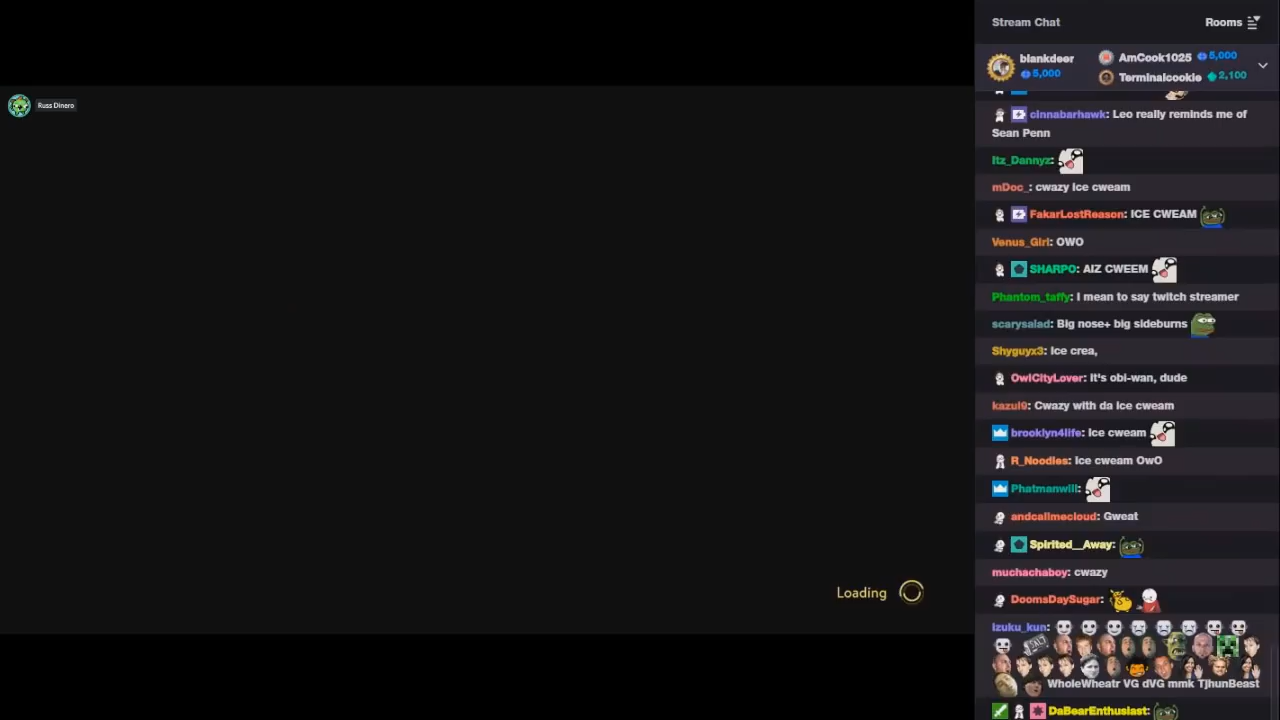 Stream Chat
Rooms
blankdeer
5,000
AmCook1025 5,000
Terminalcookie 2,100
Russ Dinero
cinnabarhawk: Leo really reminds me of
Sean Penn
Itz_Dannyz:
mDoc_: cwazy ice cweam
FakarLostReason: ICE CWEAM
Venus_Girl: OWO
SHARPO: AIZ CWEEM
Phantom_taffy: I mean to say twitch streamer
scarysalad: Big nose+ big sideburns
Shyguyx3: Ice crea,
OwlCityLover: It's obi-wan, dude
kazul9: Cwazy with da ice cweam
brooklyn4life: Ice cweam
R_Noodles: Ice cweam OwO
Phatmanwill:
andcallmecloud: Gweat
Spirited__Away:
muchachaboy: cwazy
Loading
DoomsDaySugar:
Izuku_kun:
SALT
WholeWheatr VG dVG mmk TjhunBeast
DaBearEnthusiast: